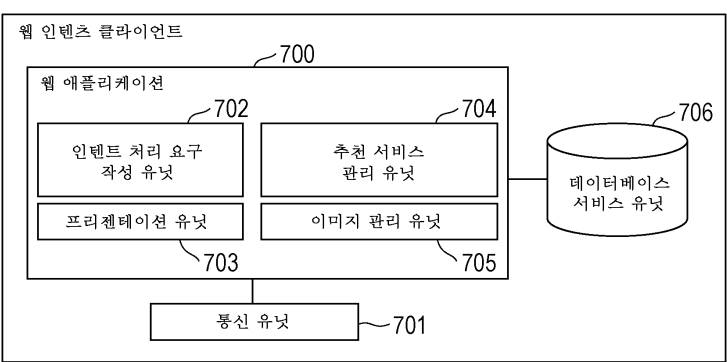 웹 인텐츠 클라이언트
700
웹 애플리케이션
702
인텐트 처리 요구
작성 유닛
704
추천 서비스
관리 유닛
706
데이터베이스
서비스 유닛
프리젠테이션 유닛
703
이미지 관리 유닛
705
통신 유닛
701